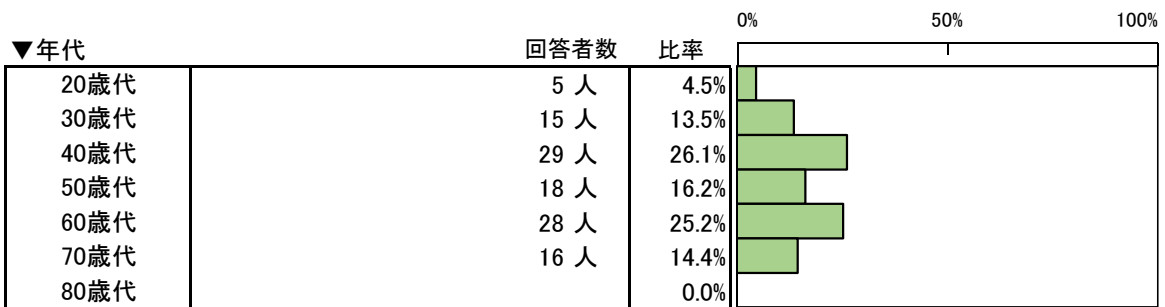 0% 50% 100%
▼年代 回答者数 比率
20歳代 5 人 4.5%
30歳代 15 人 13.5%
40歳代 29 人 26.1%
50歳代 18 人 16.2%
60歳代 28 人 25.2%
70歳代 16 人 14.4%
80歳代 0.0%